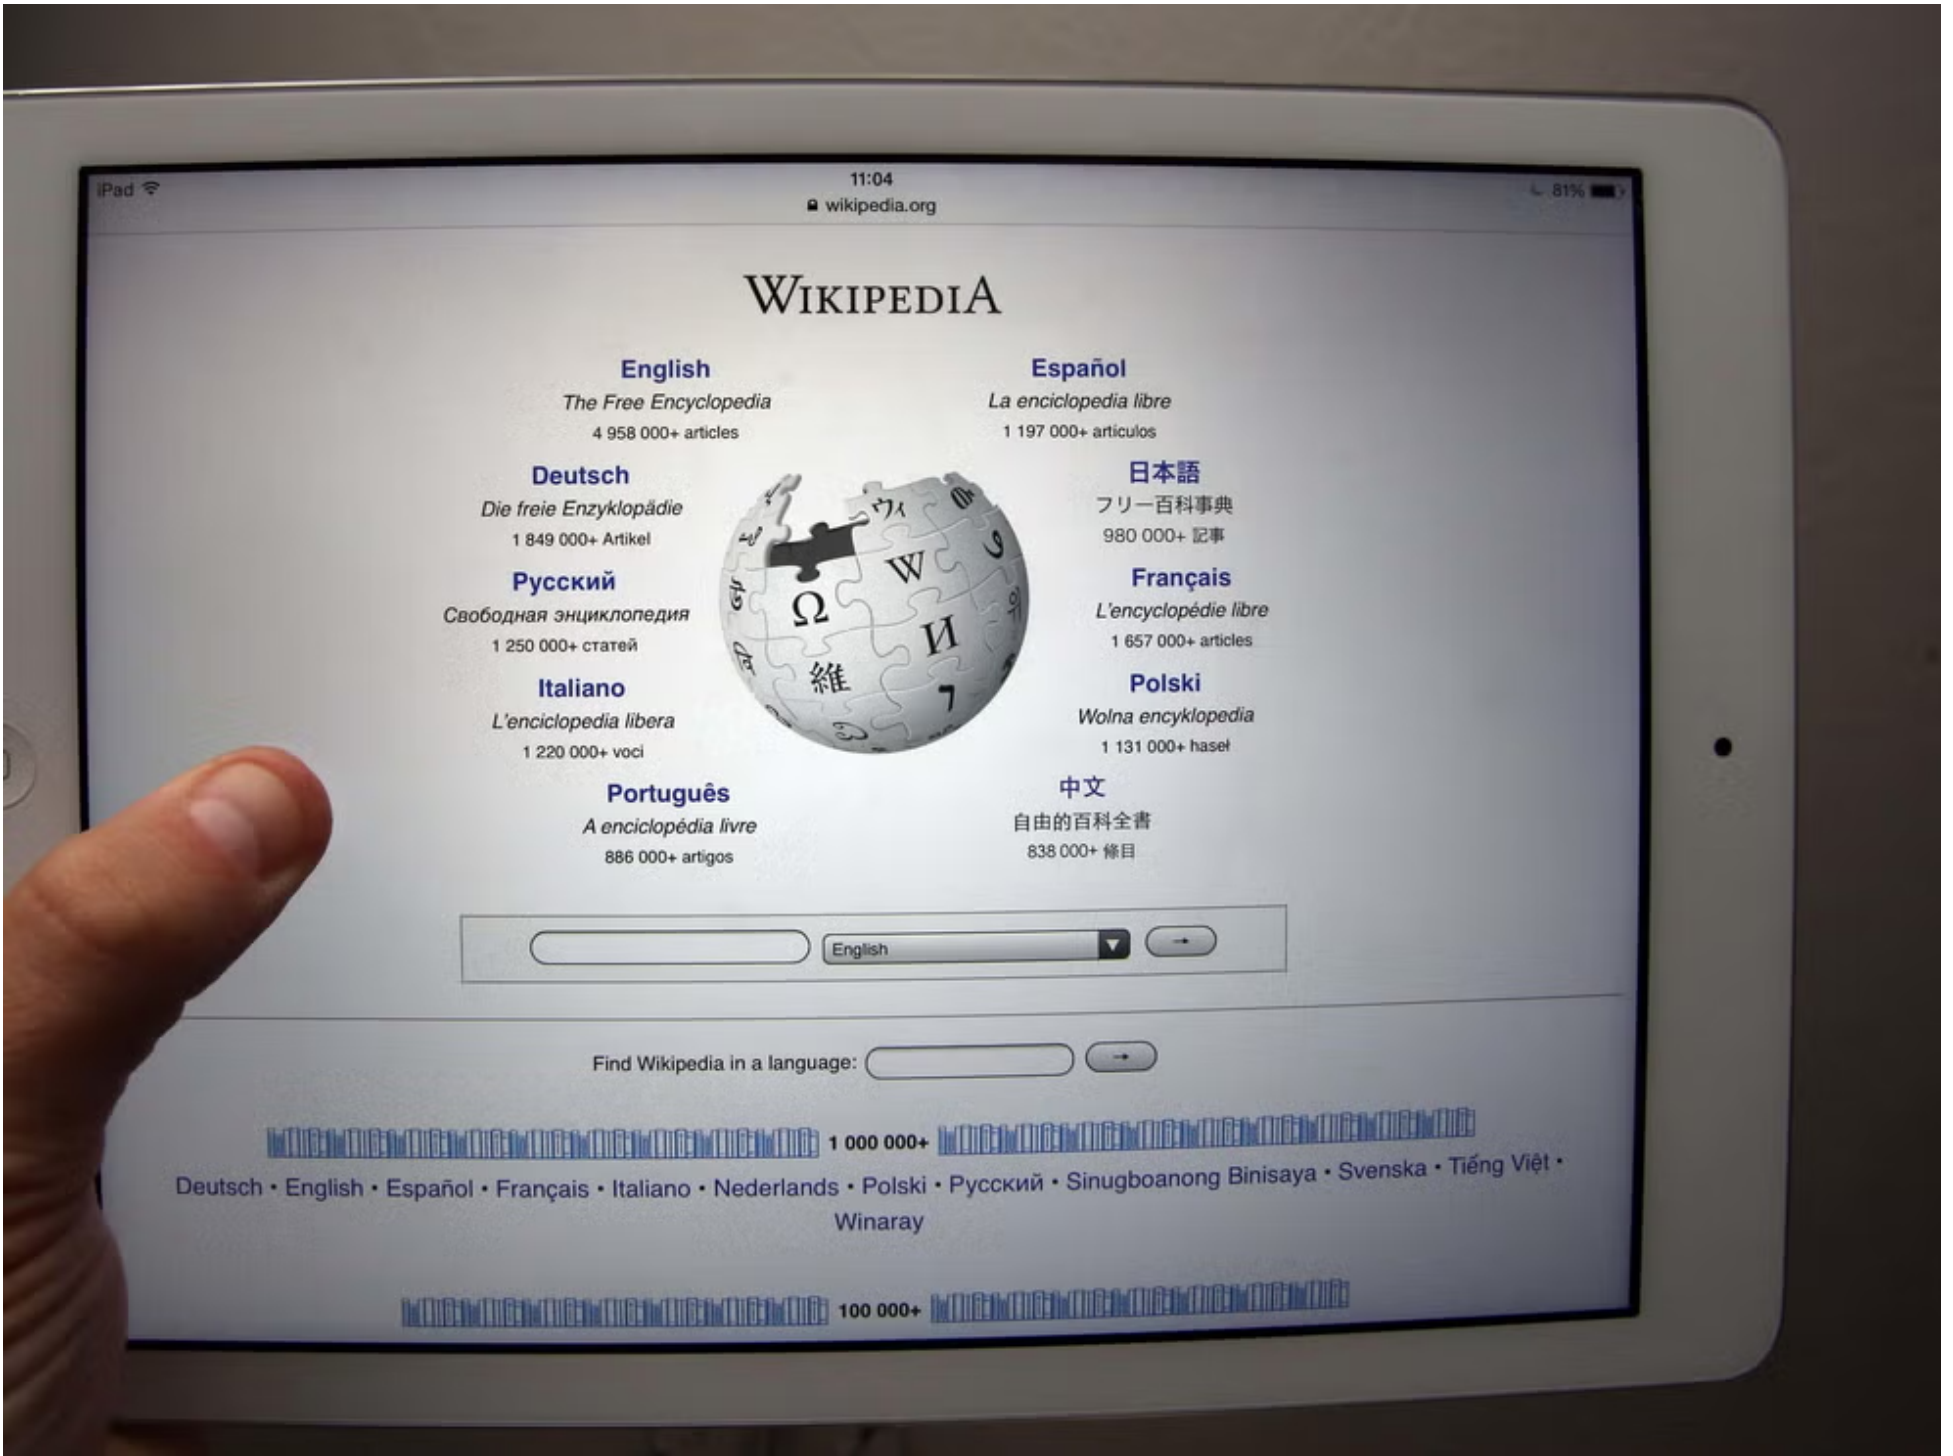 iPad
11:04
81%
wikipedia.org
WIKIPEDIA
English
The Free Encyclopedia
4 958 000+ articles
Español
La enciclopedia libre
1 197 000+ artículos
Deutsch
Die freie Enzyklopädie
1 849 000+ Artikel
日本語
フリー百科事典
980 000+ 記事
Русский
Свободная энциклопедия
1 250 000+ статей
Français
L'encyclopédie libre
1 657 000+ articles
Italiano
L'enciclopedia libera
1 220 000+ voci
Polski
Wolna encyklopedia
1 131 000+ haseł
Português
A enciclopédia livre
886 000+ artigos
中文
自由的百科全書
838 000+ 條目
ウィ
W
Ω
И
維
7
English
Find Wikipedia in a language:
1 000 000+
Deutsch • English • Español • Français • Italiano • Nederlands • Polski • Русский • Sinugboanong Binisaya • Svenska • Tiếng Việt •
Winaray
100 000+